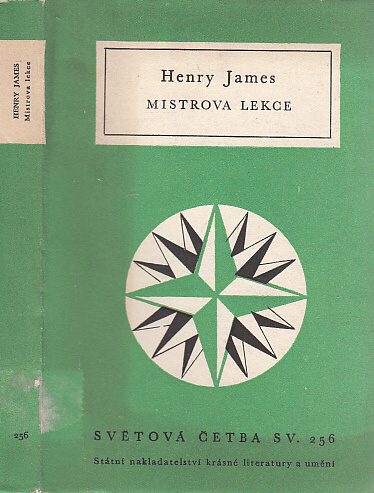 HENRY JAMES
Mistrova lekce
256
Henry James
MISTROVA LEKCE
SVĚTOVÁ ČETBA SV. 256
Státní nakladatelství krásné literatury a umění